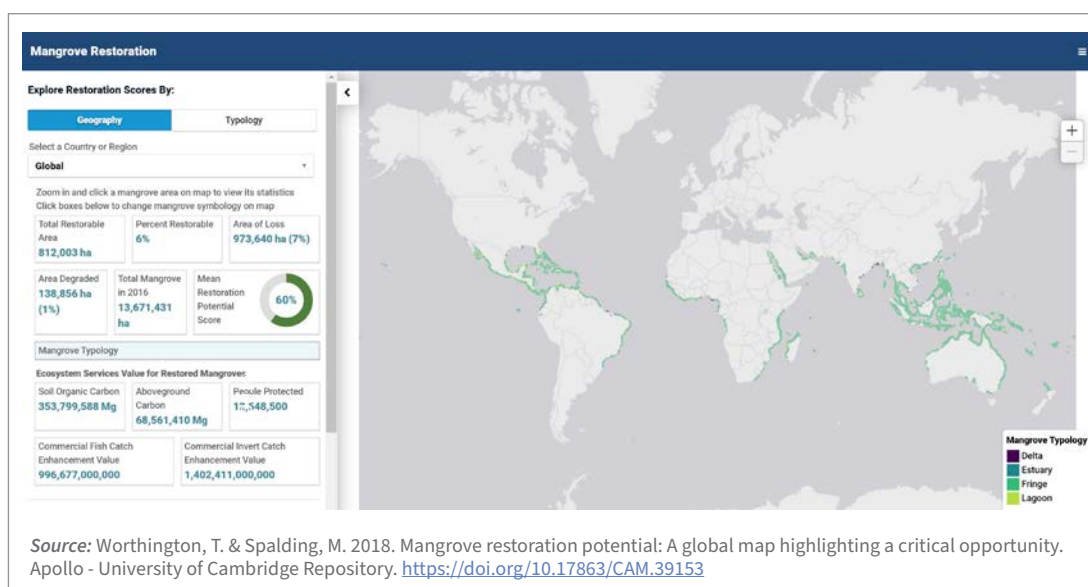 Mangrove Restoration
Explore Restoration Scores By:
Geography
Typology
Select a Country or Region
Global
Zoom in and click a mangrove area on map to view its statistics
Click boxes below to change mangrove symbology on map
Total Restorable
Area
812,003 ha
Percent Restorable
6%
Area of Loss
973,640 ha (7%)
Area Degraded
138,856 ha
(1%)
Total Mangrove
in 2016
13,671,431
ha
Mean
Restoration
Potential
Score
60%
Mangrove Typology
Ecosystem Services Value for Restored Mangroves
Soil Organic Carbon
353,799,588 Mg
Aboveground
Carbon
68,561,410 Mg
People Protected
Commercial Fish Catch
Enhancement Value
996,677,000,000
Commercial Invert Catch
Enhancement Value
1,402,411,000,000
Mangrove Typology
Delta
Estuary
Fringe
Lagoon
Source: Worthington, T. & Spalding, M. 2018. Mangrove restoration potential: A global map highlighting a critical opportunity.
Apollo - University of Cambridge Repository. https://doi.org/10.17863/CAM.39153